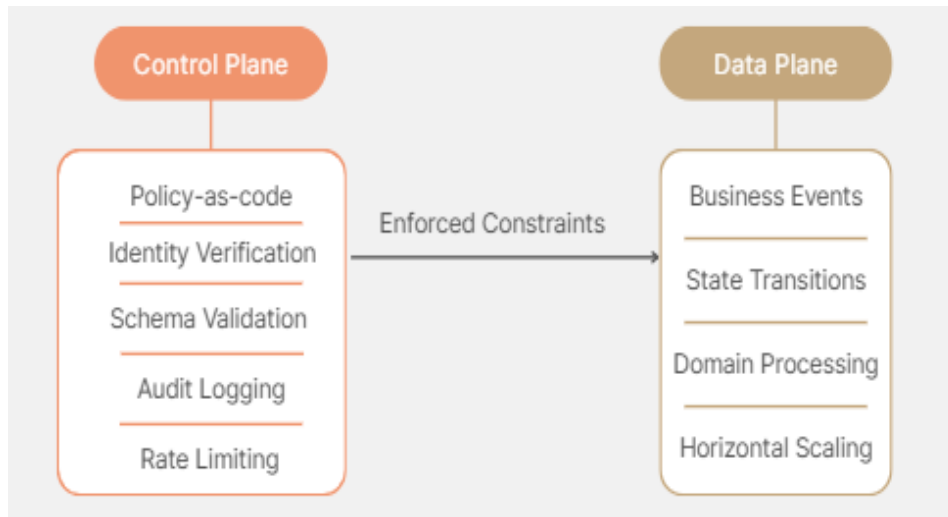 Control Plane
Data Plane
Policy-as-code
Identity Verification
Schema Validation
Audit Logging
Rate Limiting
Enforced Constraints
Business Events
State Transitions
Domain Processing
Horizontal Scaling